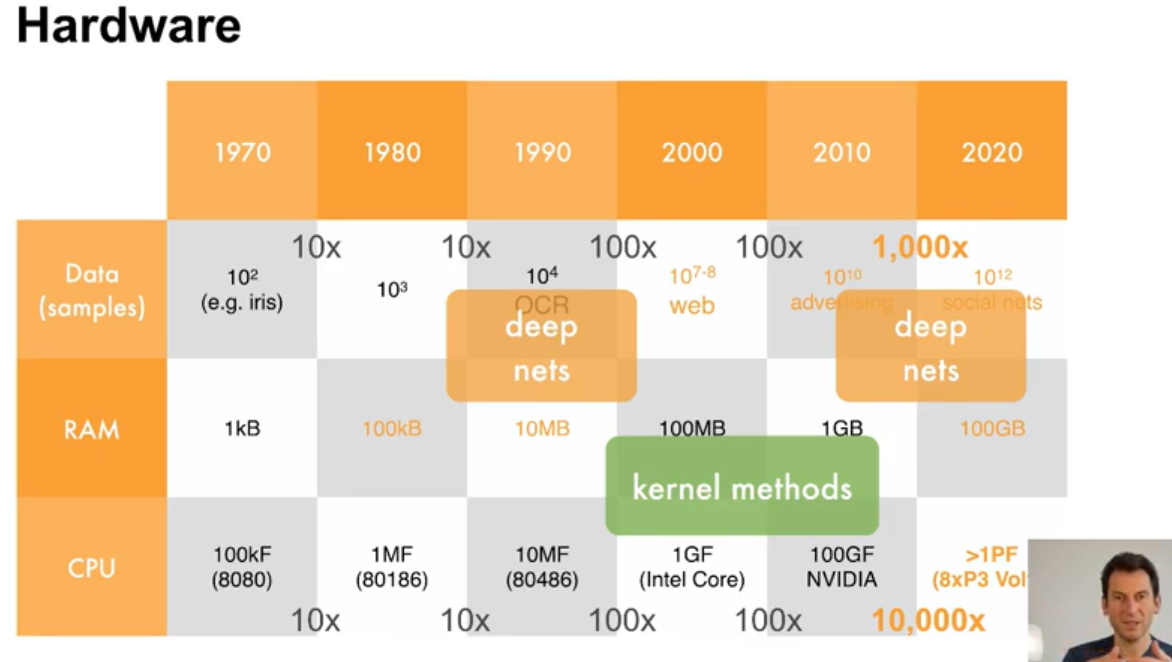 Hardware
1970 1980 1990 2000 2010 2020
10x 10x 100x 100x 1,000x
Data
(samples)
10²
(e.g. iris)
10³
10⁴
OCR
10⁷⁻⁸
web
10¹⁰
advertising
10¹²
social nets
deep
nets
deep
nets
RAM
1kB 100kB 10MB 100MB 1GB 100GB
kernel methods
CPU
100kF
(8080)
1MF
(80186)
10MF
(80486)
1GF
(Intel Core)
100GF
NVIDIA
>1PF
(8xP3
10x 10x 100x 100x 10,000x